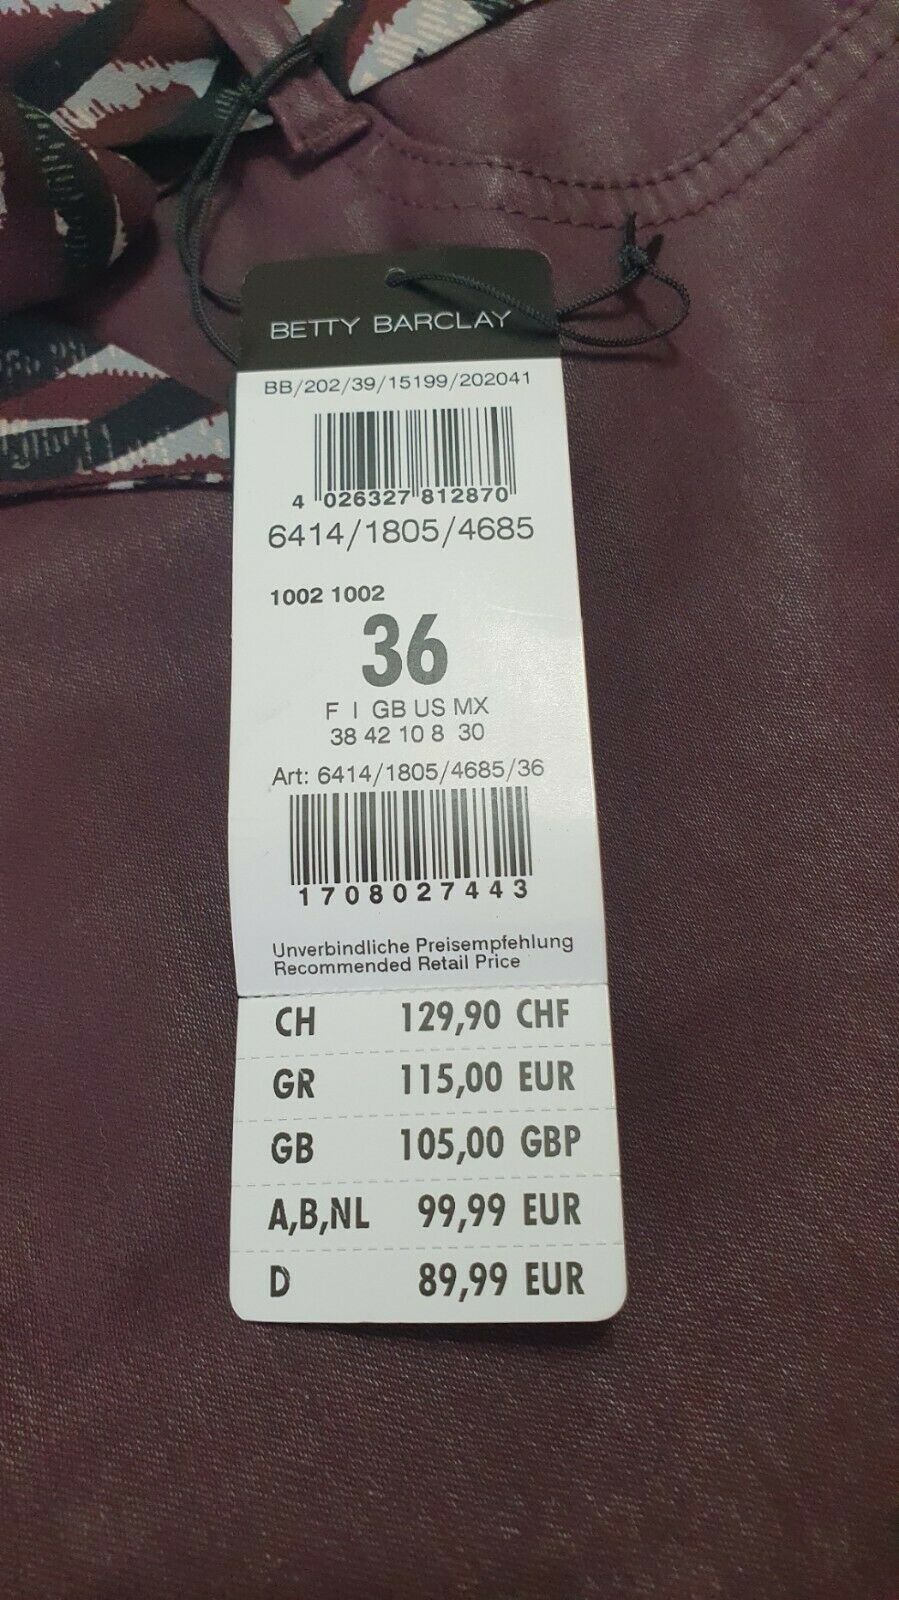 BETTY BARCLAY
BB/202/39/15199/202041
4 026327 812870
6414/1805/4685
1002 1002
36
F I GB US MX
38 42 10 8 30
Art: 6414/1805/4685/36
1708027443
Unverbindliche Preisempfehlung
Recommended Retail Price
CH 129,90 CHF
GR 115,00 EUR
GB 105,00 GBP
A,B,NL 99,99 EUR
D 89,99 EUR